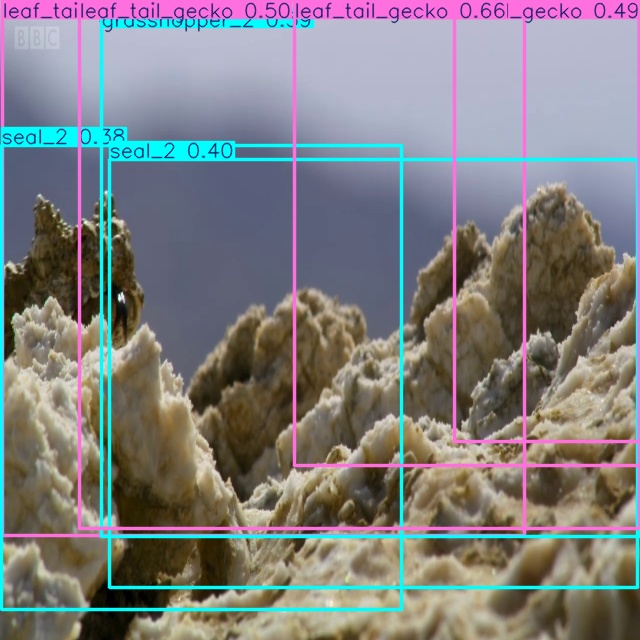 leaf_tail leaf_tail_gecko 0.50 leaf_tail_gecko 0.66 l_gecko 0.49
grasshopper_2 0.39
BBC
seal_2 0.38
seal_2 0.40